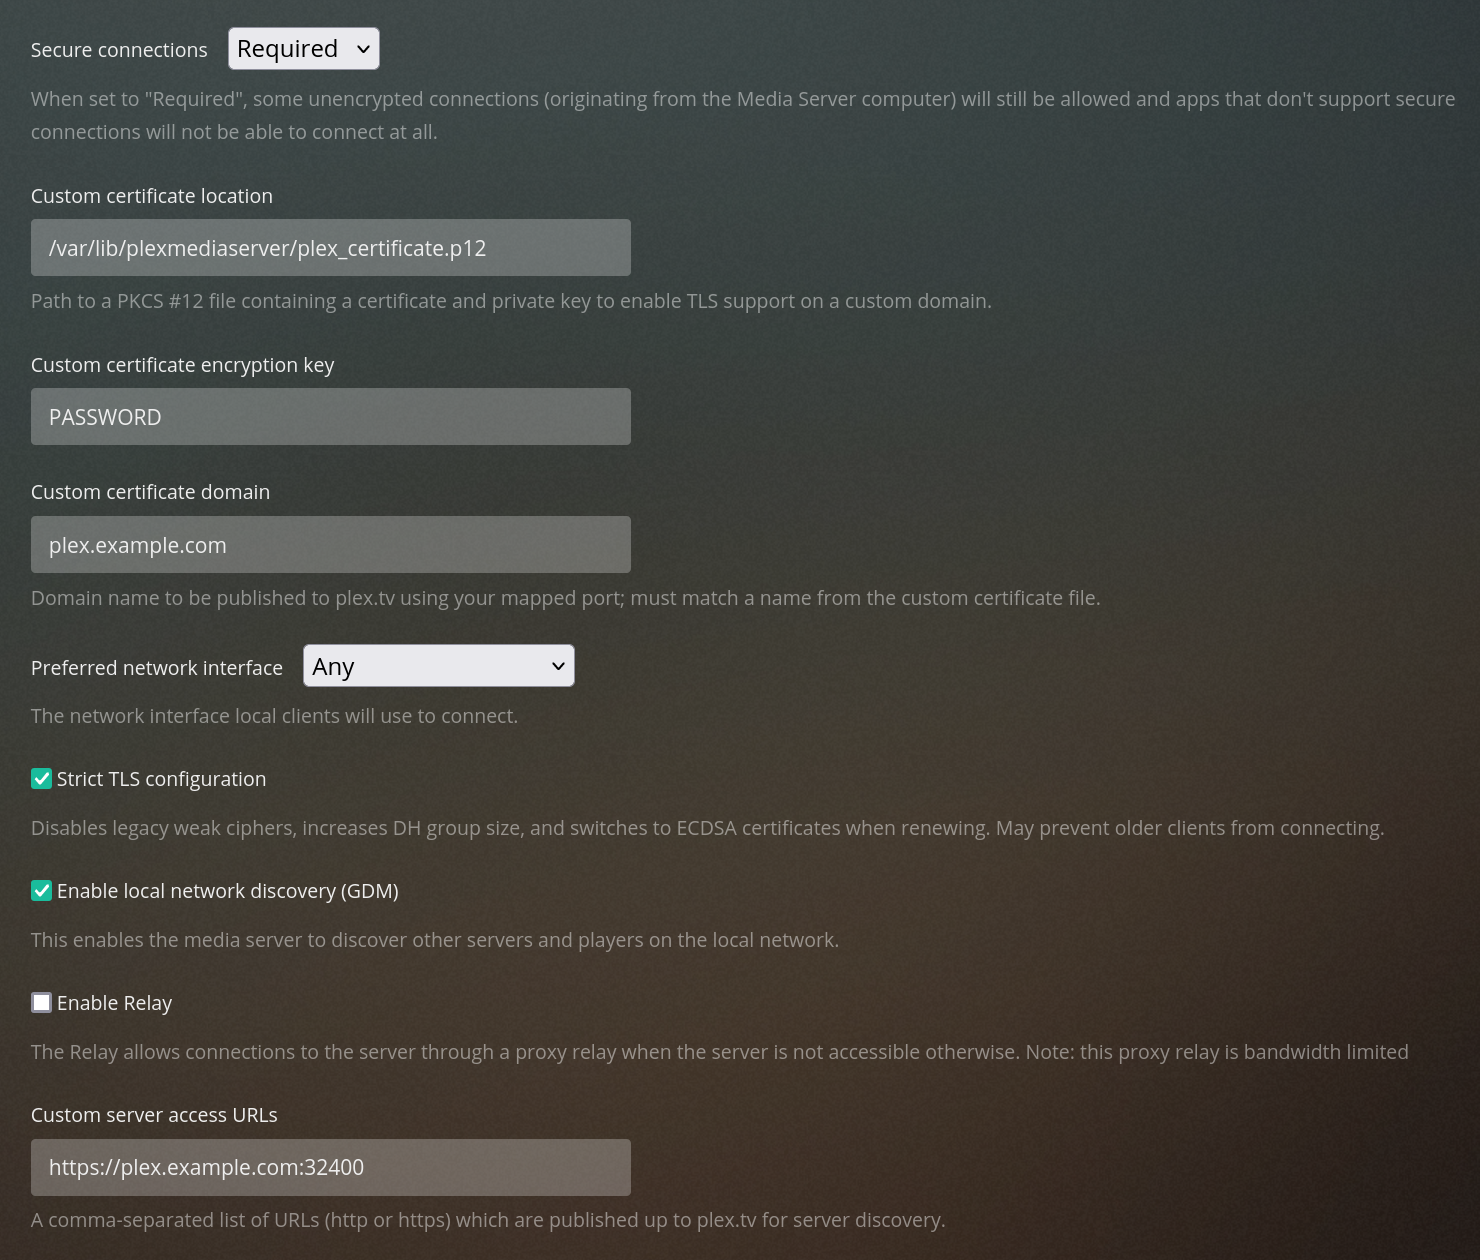 Secure connections Required
When set to "Required", some unencrypted connections (originating from the Media Server computer) will still be allowed and apps that don't support secure
connections will not be able to connect at all.
Custom certificate location
/var/lib/plexmediaserver/plex_certificate.p12
Path to a PKCS #12 file containing a certificate and private key to enable TLS support on a custom domain.
Custom certificate encryption key
PASSWORD
Custom certificate domain
plex.example.com
Domain name to be published to plex.tv using your mapped port; must match a name from the custom certificate file.
Preferred network interface Any
The network interface local clients will use to connect.
Strict TLS configuration
Disables legacy weak ciphers, increases DH group size, and switches to ECDSA certificates when renewing. May prevent older clients from connecting.
Enable local network discovery (GDM)
This enables the media server to discover other servers and players on the local network.
Enable Relay
The Relay allows connections to the server through a proxy relay when the server is not accessible otherwise. Note: this proxy relay is bandwidth limited
Custom server access URLs
https://plex.example.com:32400
A comma-separated list of URLs (http or https) which are published up to plex.tv for server discovery.